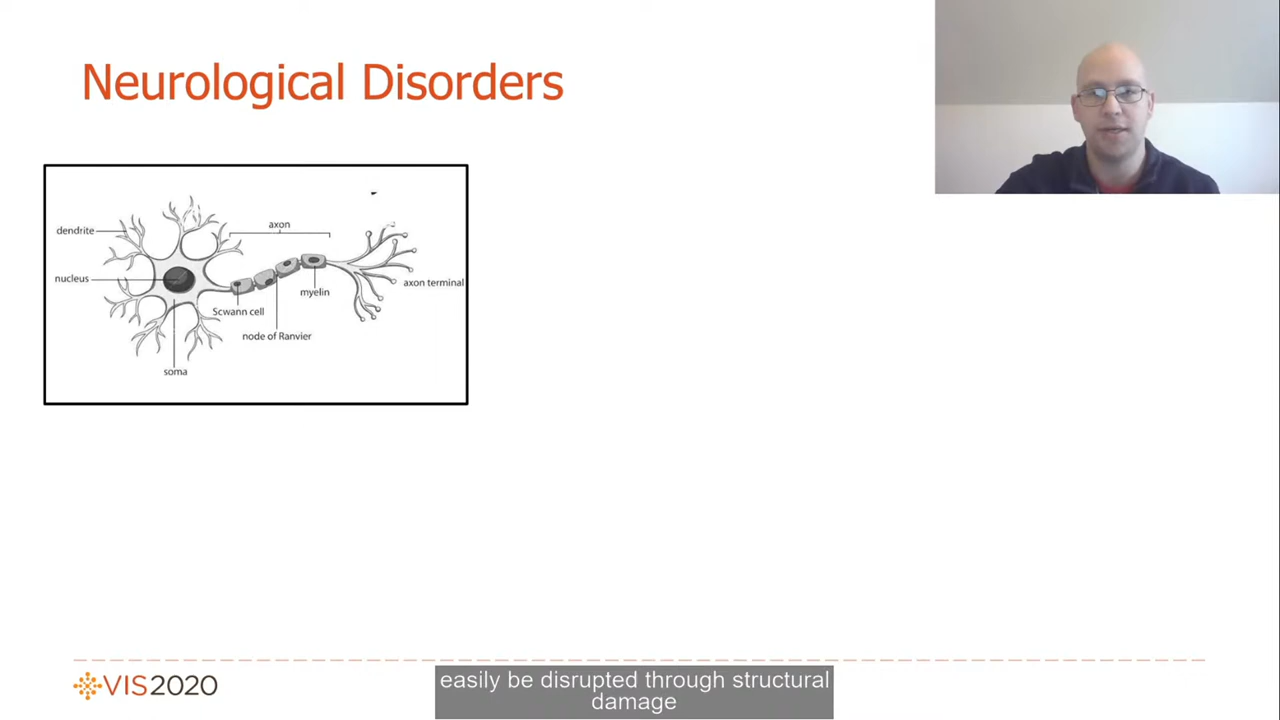 Neurological Disorders
dendrite
axon
nucleus
axon terminal
myelin
Scwann cell
node of Ranvier
soma
VIS2020
easily be disrupted through structural
damage